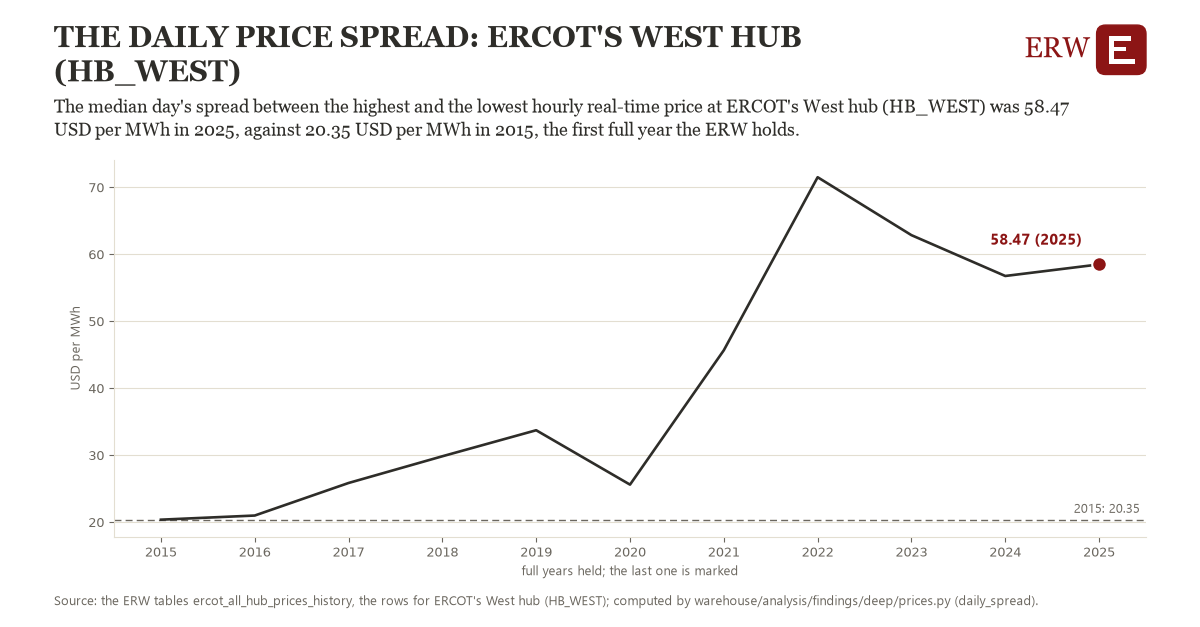 THE DAILY PRICE SPREAD: ERCOT'S WEST HUB
(HB_WEST)
ERW E
The median day's spread between the highest and the lowest hourly real-time price at ERCOT's West hub (HB_WEST) was 58.47
USD per MWh in 2025, against 20.35 USD per MWh in 2015, the first full year the ERW holds.
USD per MWh
70
60
50
40
30
20
58.47 (2025)
2015: 20.35
2015 2016 2017 2018 2019 2020 2021 2022 2023 2024 2025
full years held; the last one is marked
Source: the ERW tables ercot_all_hub_prices_history, the rows for ERCOT's West hub (HB_WEST); computed by warehouse/analysis/findings/deep/prices.py (daily_spread).